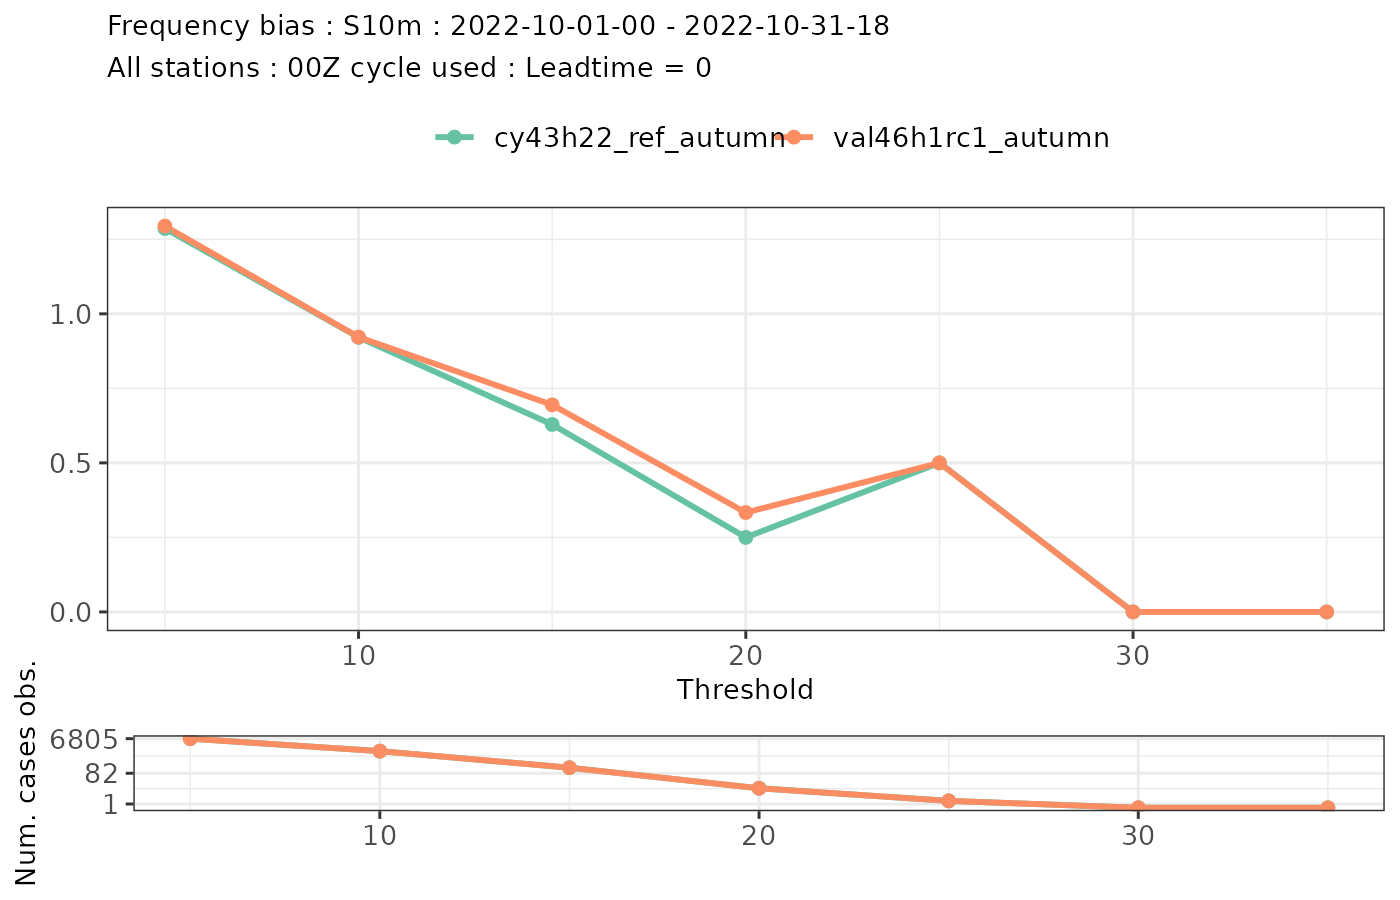 Frequency bias : S10m : 2022-10-01-00 - 2022-10-31-18
All stations : 00Z cycle used : Leadtime = 0
cy43h22_ref_autumn val46h1rc1_autumn
1.0
0.5
0.0
10 20 30
Threshold
Num. cases obs.
6805
82
1
10 20 30